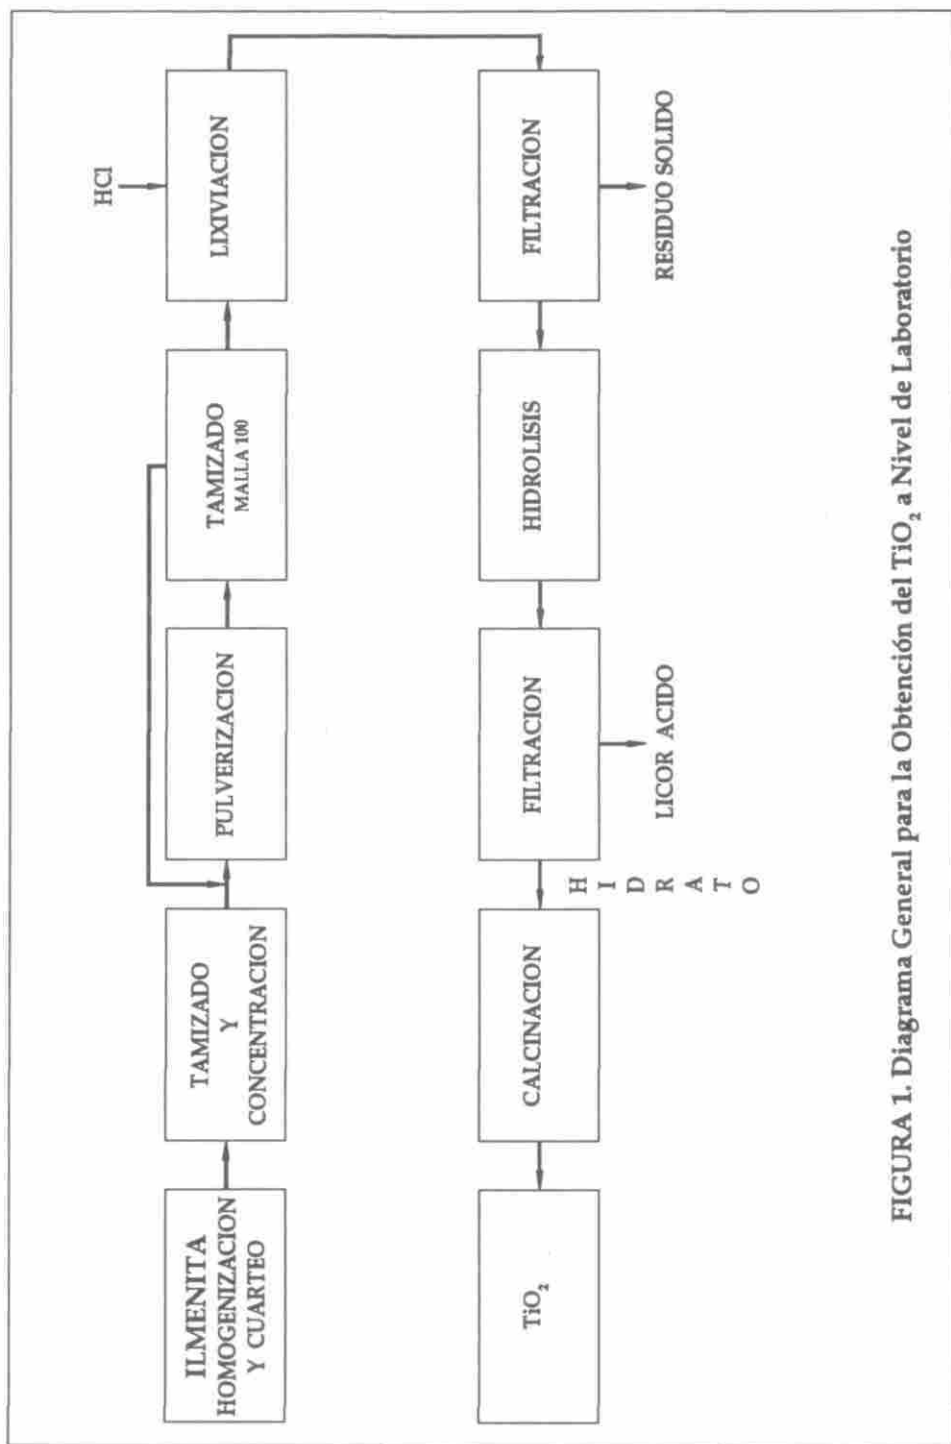 ILMENITA
HOMOGENIZACION
Y CUARTEO
TAMIZADO
Y
CONCENTRACION
PULVERIZACION
TAMIZADO
MALLA 100
HCl
LIXIVIACION
FILTRACION
RESIDUO SOLIDO
HIDROLISIS
FILTRACION
LICOR ACIDO
HIDRATO
CALCINACION
TiO₂
FIGURA 1. Diagrama General para la Obtención del TiO₂ a Nivel de Laboratorio